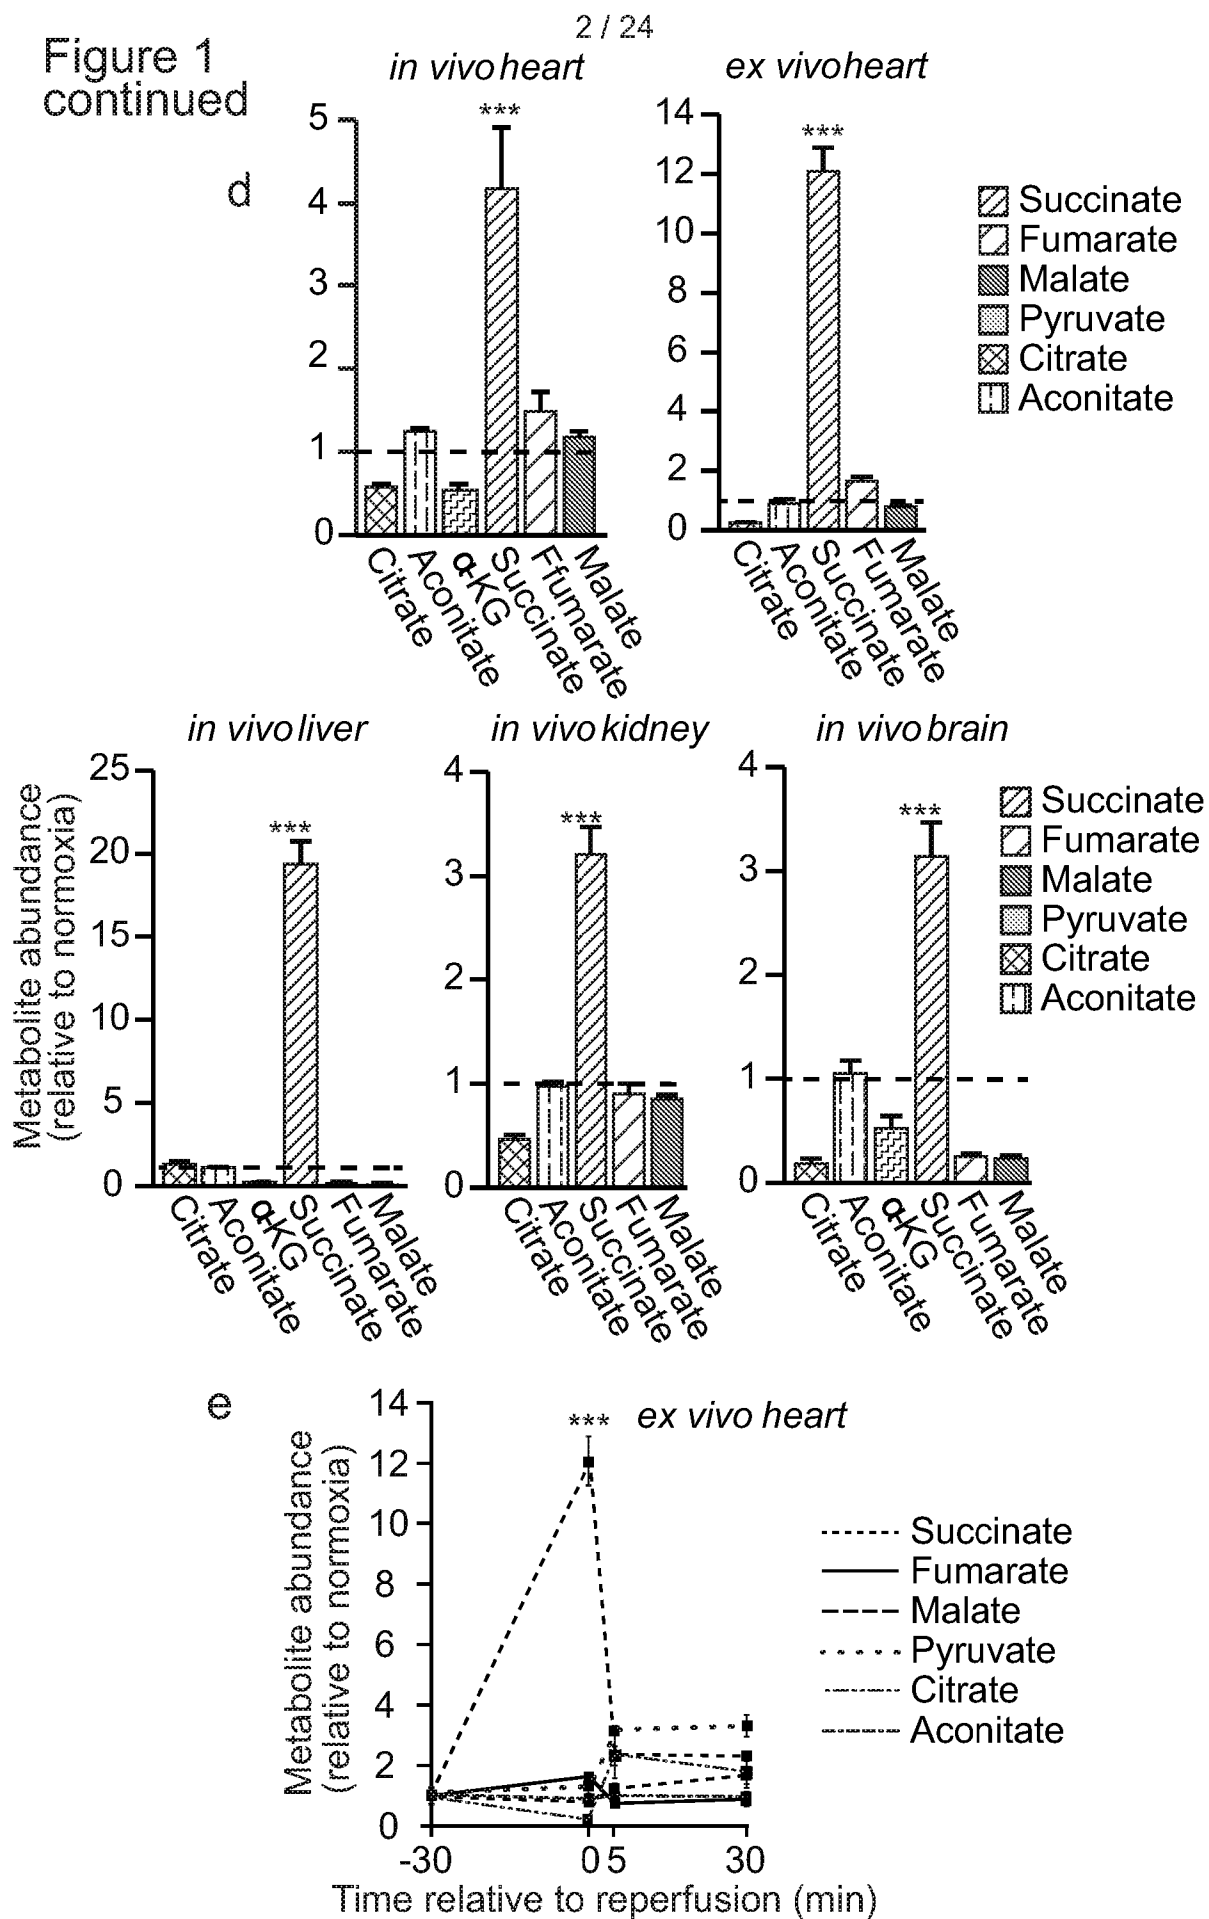 2 / 24
Figure 1
continued
in vivo heart
ex vivo heart
d
***
5
4
3
2
1
0
Citrate
Aconitate
α-KG
Succinate
Ffumarate
Malate
***
14
12
10
8
6
4
2
0
Citrate
Aconitate
Succinate
Fumarate
Malate
Succinate
Fumarate
Malate
Pyruvate
Citrate
Aconitate
in vivo liver
in vivo kidney
in vivo brain
Metabolite abundance
(relative to normoxia)
***
25
20
15
10
5
0
Citrate
Aconitate
α-KG
Succinate
Fumarate
Malate
***
4
3
2
1
0
Citrate
Aconitate
Succinate
Fumarate
Malate
***
4
3
2
1
0
Citrate
Aconitate
α-KG
Succinate
Fumarate
Malate
Succinate
Fumarate
Malate
Pyruvate
Citrate
Aconitate
e
ex vivo heart
***
Metabolite abundance
(relative to normoxia)
14
12
10
8
6
4
2
0
-30
0
5
30
Time relative to reperfusion (min)
Succinate
Fumarate
Malate
Pyruvate
Citrate
Aconitate